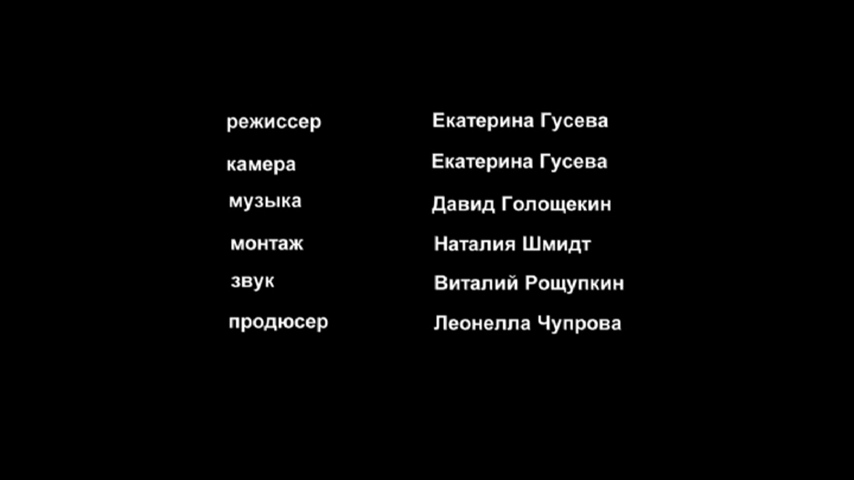 режиссер Екатерина Гусева
камера Екатерина Гусева
музыка Давид Голощекин
монтаж Наталия Шмидт
звук Виталий Рощупкин
продюсер Леонелла Чупрова